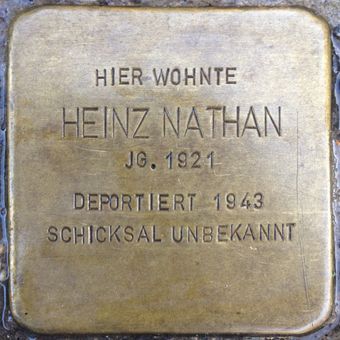 HIER WOHNTE
HEINZ NATHAN
JG. 1921
DEPORTIERT 1943
SCHICKSAL UNBEKANNT